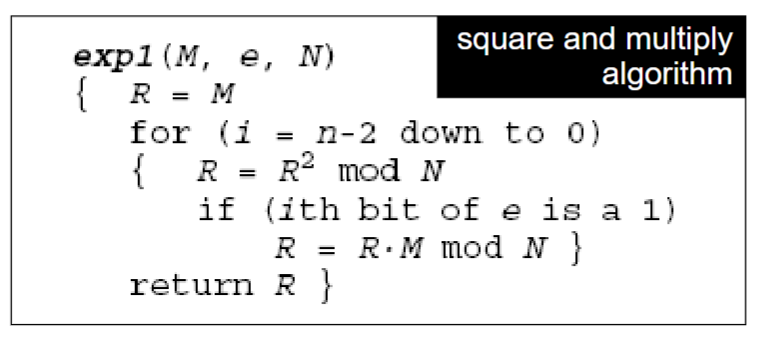 square and multiply
algorithm
exp1(M, e, N)
{ R = M
for (i = n-2 down to 0)
{ R = R² mod N
if (ith bit of e is a 1)
R = R·M mod N }
return R }